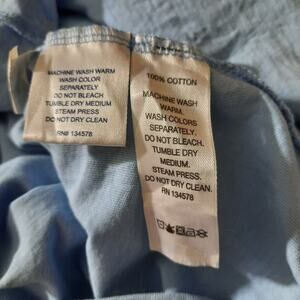 MACHINE WASH WARM
WASH COLOR
SEPARATELY
DO NOT BLEACH
TUMBLE DRY MEDIUM
STEAM PRESS
DO NOT DRY CLEAN
RN# 134578
100% COTTON
MACHINE WASH
WARM
WASH COLORS
SEPARATELY.
DO NOT BLEACH.
TUMBLE DRY
MEDIUM.
STEAM PRESS.
DO NOT DRY CLEAN.
RN 134578